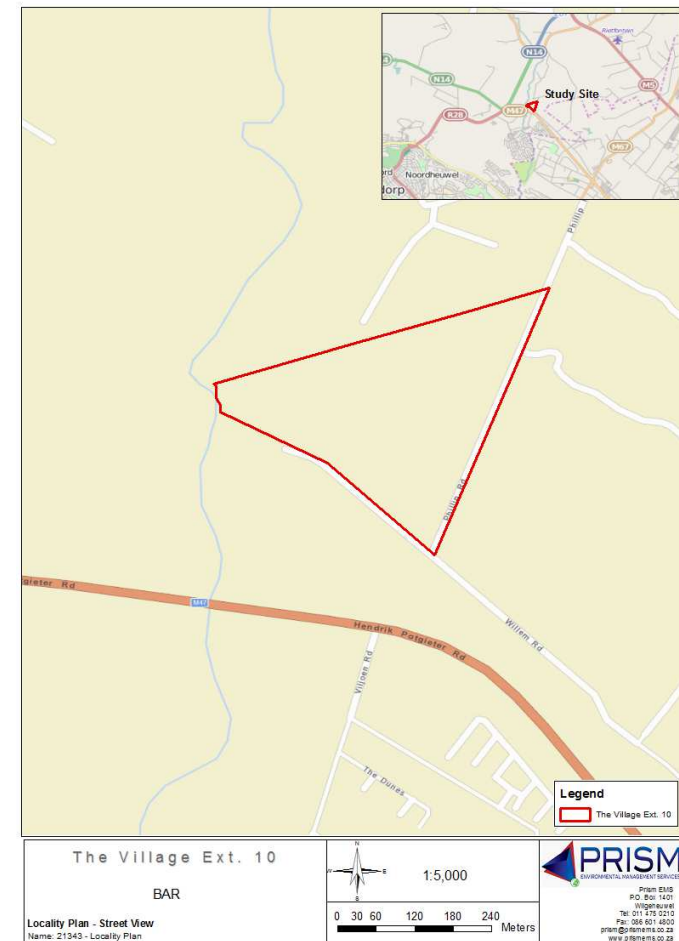 Rietfontein
N14
M5
N14
Study Site
M47
R28
M67
Noordheuwel
dorp
Phillip
Phillip Rd
gieter Rd
M47
Hendrik Potgieter Rd
Willem Rd
Viljoen Rd
The Dunes
Legend
The Village Ext. 10
The Village Ext. 10
BAR
Locality Plan - Street View
Name: 21343 - Locality Plan
N
W E
S
1:5,000
0 30 60 120 180 240
Meters
PRISM
ENVIRONMENTAL MANAGEMENT SERVICES
Prism EMS
P.O. Box 1401
Wilgeheuwel
Tel: 011 475 0210
Fax: 086 601 4800
prism@prismems.co.za
www.prismems.co.za